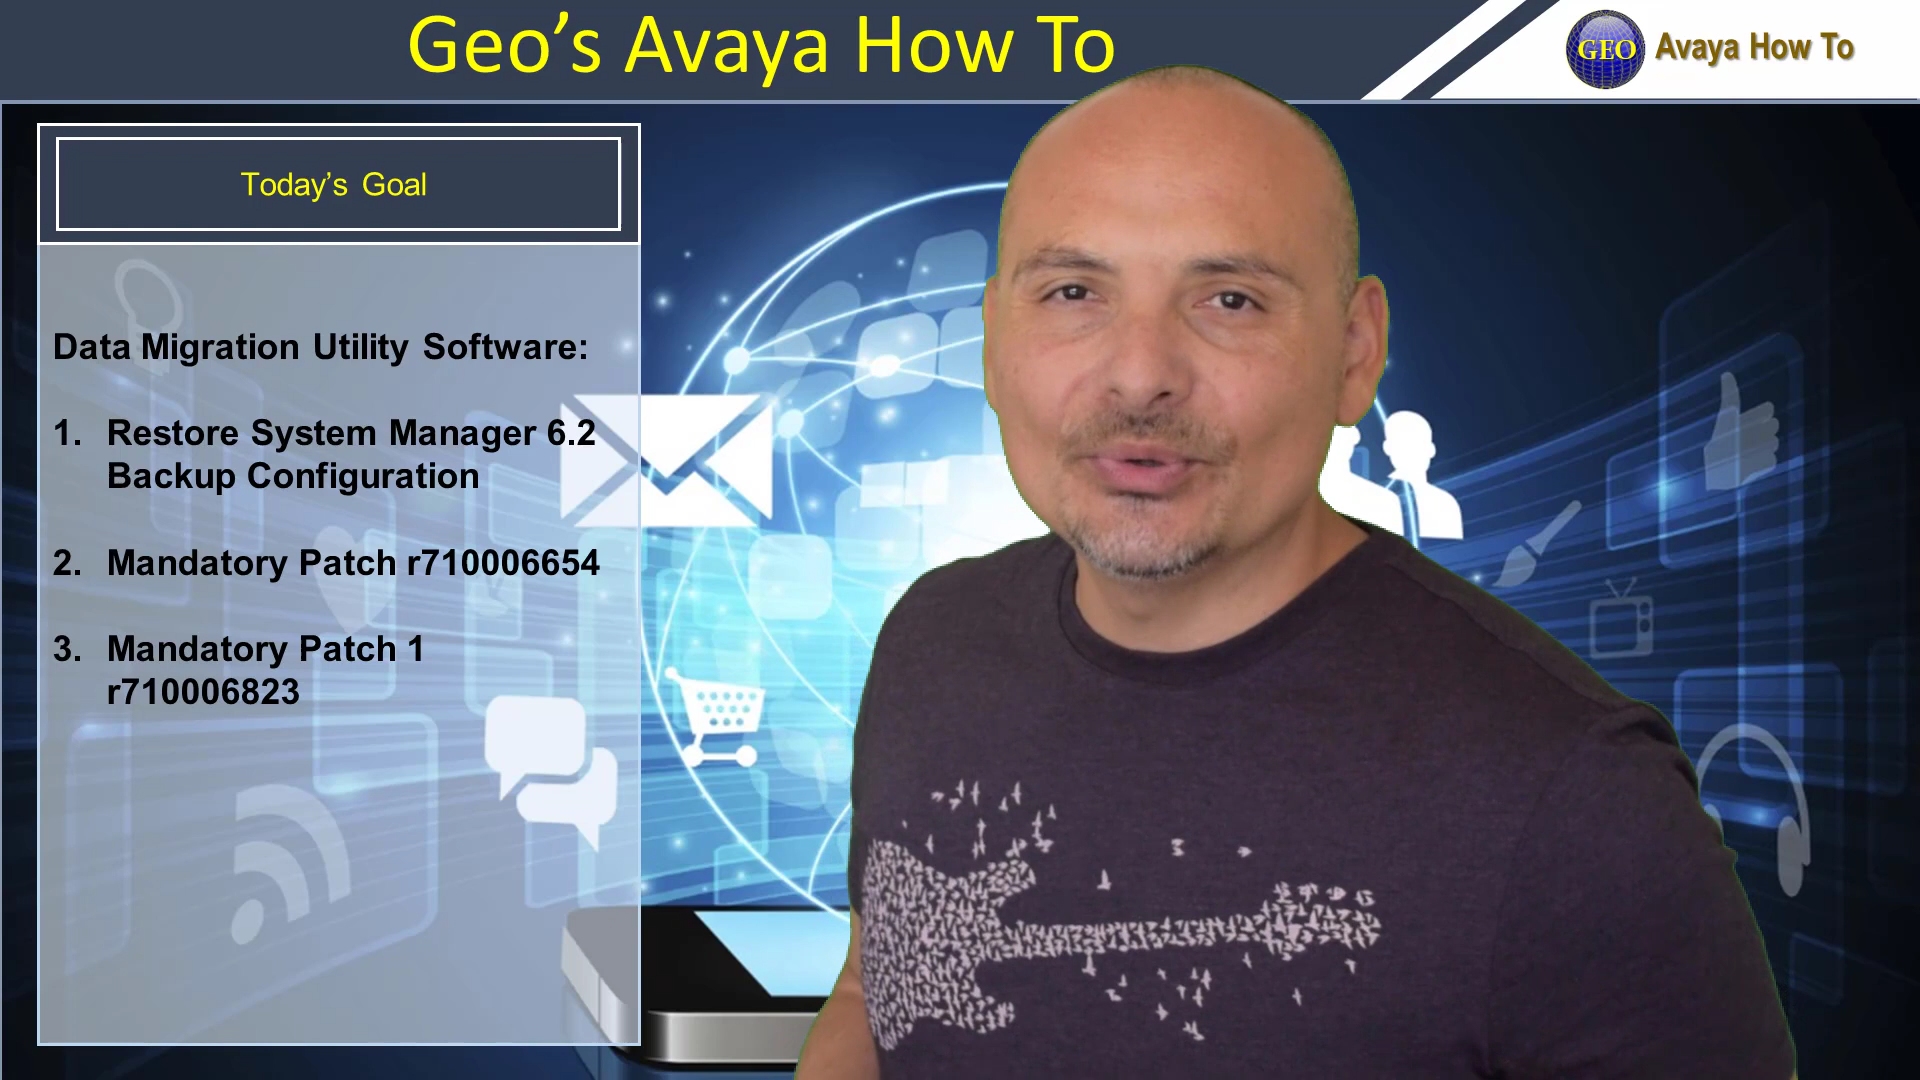 Geo’s Avaya How To
GEO Avaya How To
Today’s Goal
Data Migration Utility Software:
1. Restore System Manager 6.2
Backup Configuration
2. Mandatory Patch r710006654
3. Mandatory Patch 1
r710006823